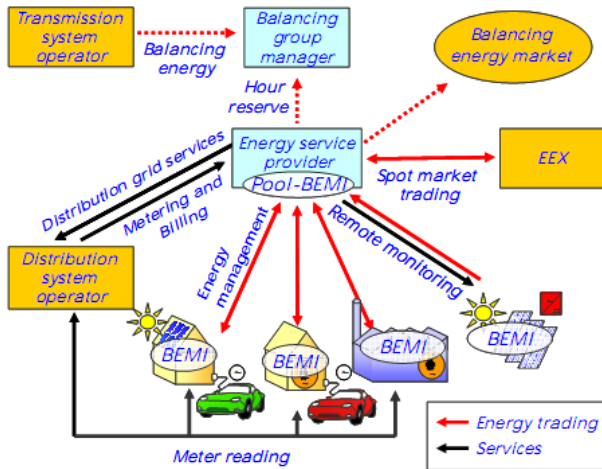 Transmission system
operator
Balancing
energy
Balancing
group
manager
Balancing
energy market
Hour
reserve
Energy service
provider
Pool-BEMI
EEX
Spot market
trading
Distribution grid services
Metering and
Billing
Distribution
system
operator
Energy
management
Remote monitoring
BEMI
BEMI
BEMI
BEMI
Meter reading
Energy trading
Services